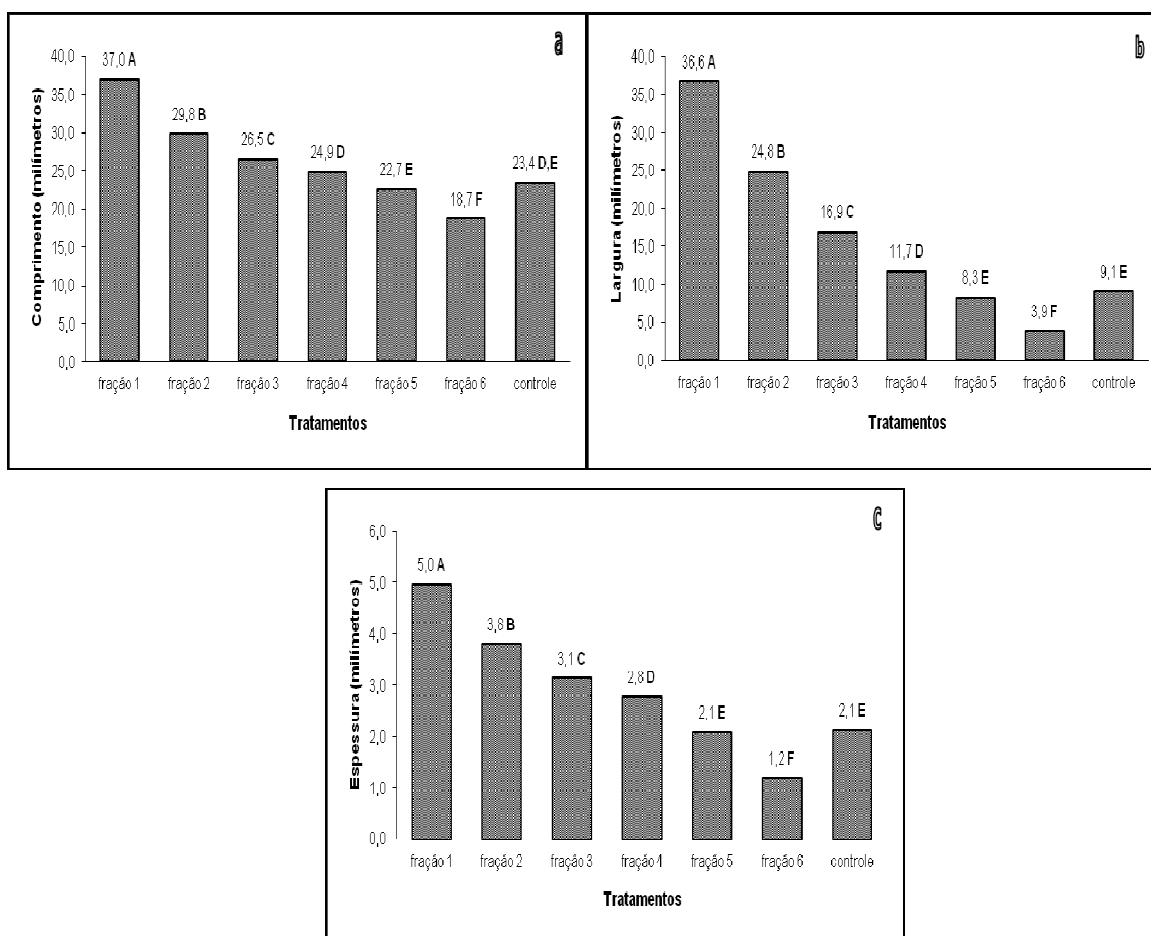 a
40,0
35,0
30,0
25,0
20,0
15,0
10,0
5,0
0,0
Comprimento (milímetros)
37,0 A
29,8 B
26,5 C
24,9 D
22,7 E
18,7 F
23,4 D,E
fração 1 fração 2 fração 3 fração 4 fração 5 fração 6 controle
Tratamentos
b
40,0
35,0
30,0
25,0
20,0
15,0
10,0
5,0
0,0
Largura (milímetros)
36,6 A
24,8 B
16,9 C
11,7 D
8,3 E
3,9 F
9,1 E
fração 1 fração 2 fração 3 fração 4 fração 5 fração 6 controle
Tratamentos
c
6,0
5,0
4,0
3,0
2,0
1,0
0,0
Espessura (milímetros)
5,0 A
3,8 B
3,1 C
2,8 D
2,1 E
1,2 F
2,1 E
fração 1 fração 2 fração 3 fração 4 fração 5 fração 6 controle
Tratamentos